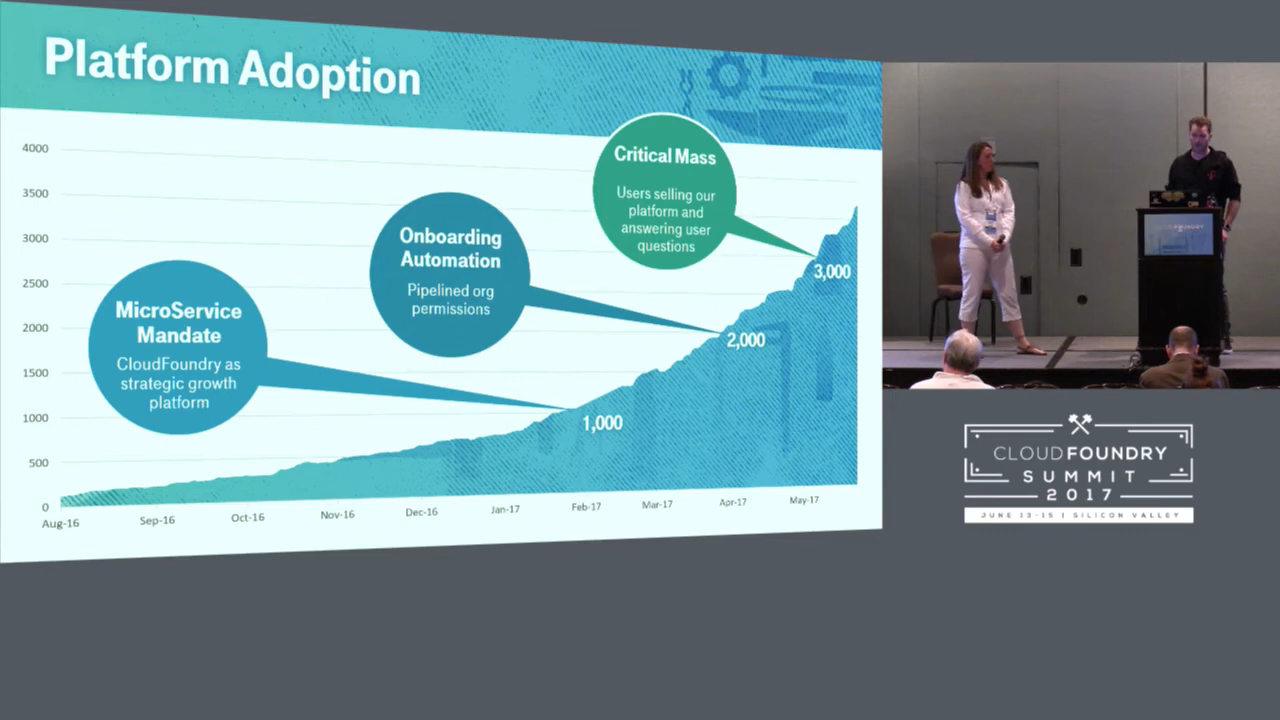 Platform Adoption
4000
3500
3000
2500
2000
1500
1000
500
0
Aug-16
Sep-16
Oct-16
Nov-16
Dec-16
Jan-17
Feb-17
Mar-17
Apr-17
May-17
MicroService
Mandate
CloudFoundry as
strategic growth
platform
Onboarding
Automation
Pipelined org
permissions
Critical Mass
Users selling our
platform and
answering user
questions
1,000
2,000
3,000
CLOUDFOUNDRY
SUMMIT
2017
JUNE 13-15 | SILICON VALLEY